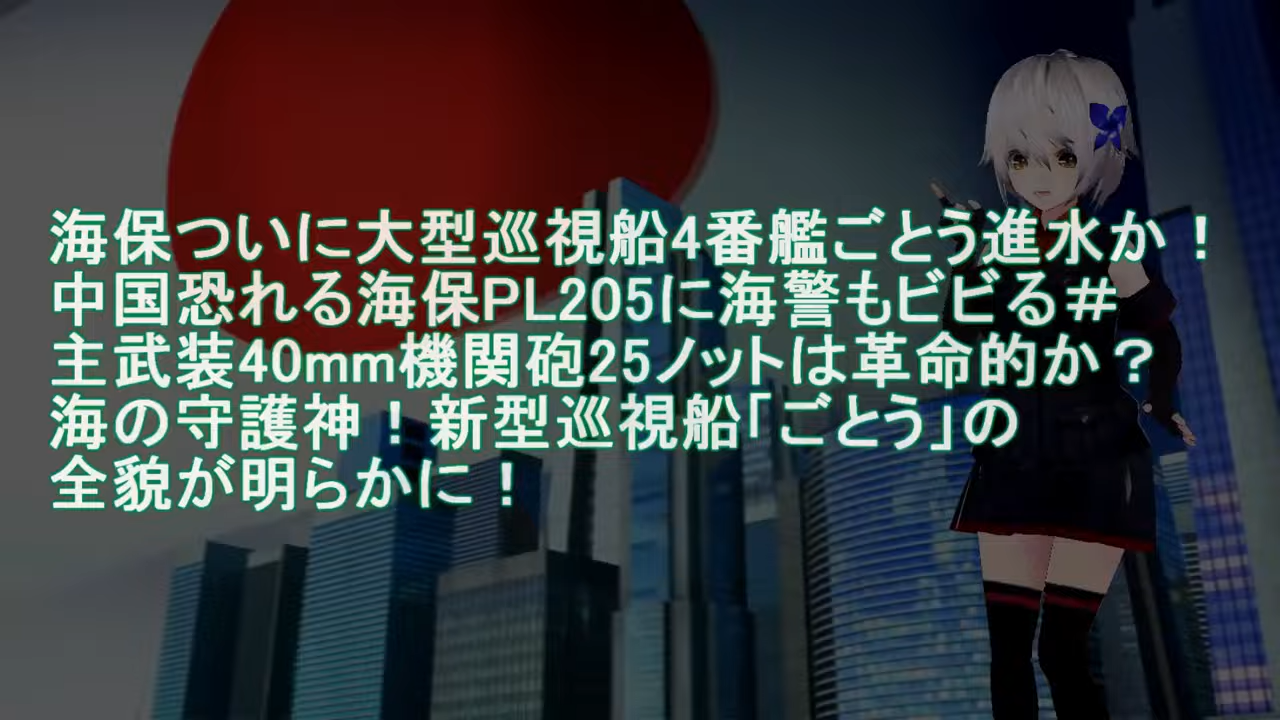 海保ついに大型巡視船4番艦ごとう進水か！
中国恐れる海保PL205に海警もビビる＃
主武装40mm機関砲25ノットは革命的か？
海の守護神！新型巡視船「ごとう」の
全貌が明らかに！